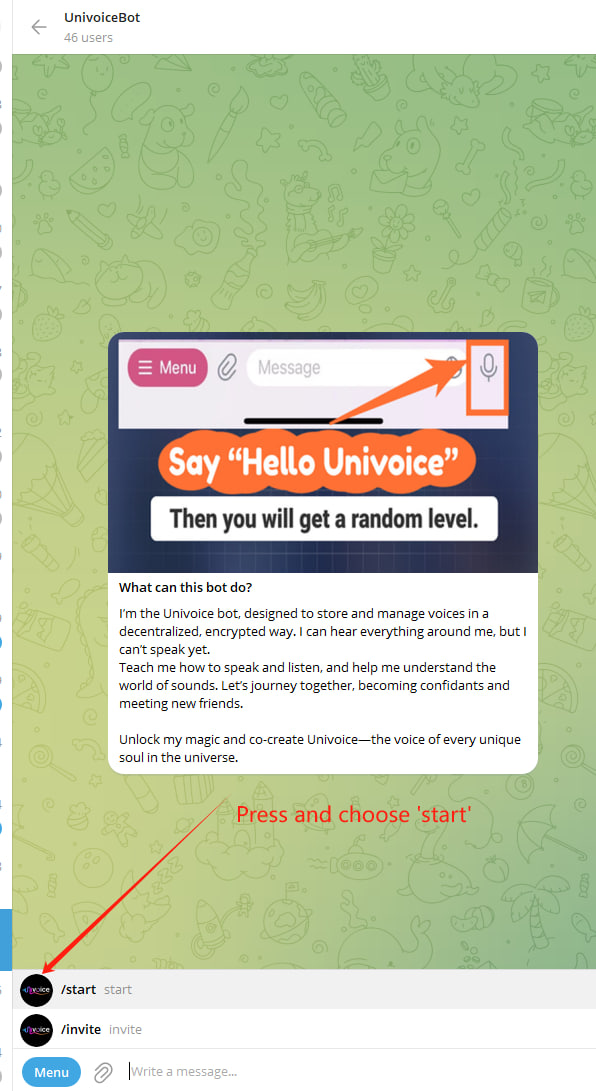 UnivoiceBot
46 users
Menu
Message
Say “Hello Univoice”
Then you will get a random level.
What can this bot do?
I’m the Univoice bot, designed to store and manage voices in a
decentralized, encrypted way. I can hear everything around me, but I
can’t speak yet.
Teach me how to speak and listen, and help me understand the
world of sounds. Let’s journey together, becoming confidants and
meeting new friends.
Unlock my magic and co-create Univoice—the voice of every unique
soul in the universe.
Press and choose 'start'
/start start
/invite invite
Menu
Write a message...